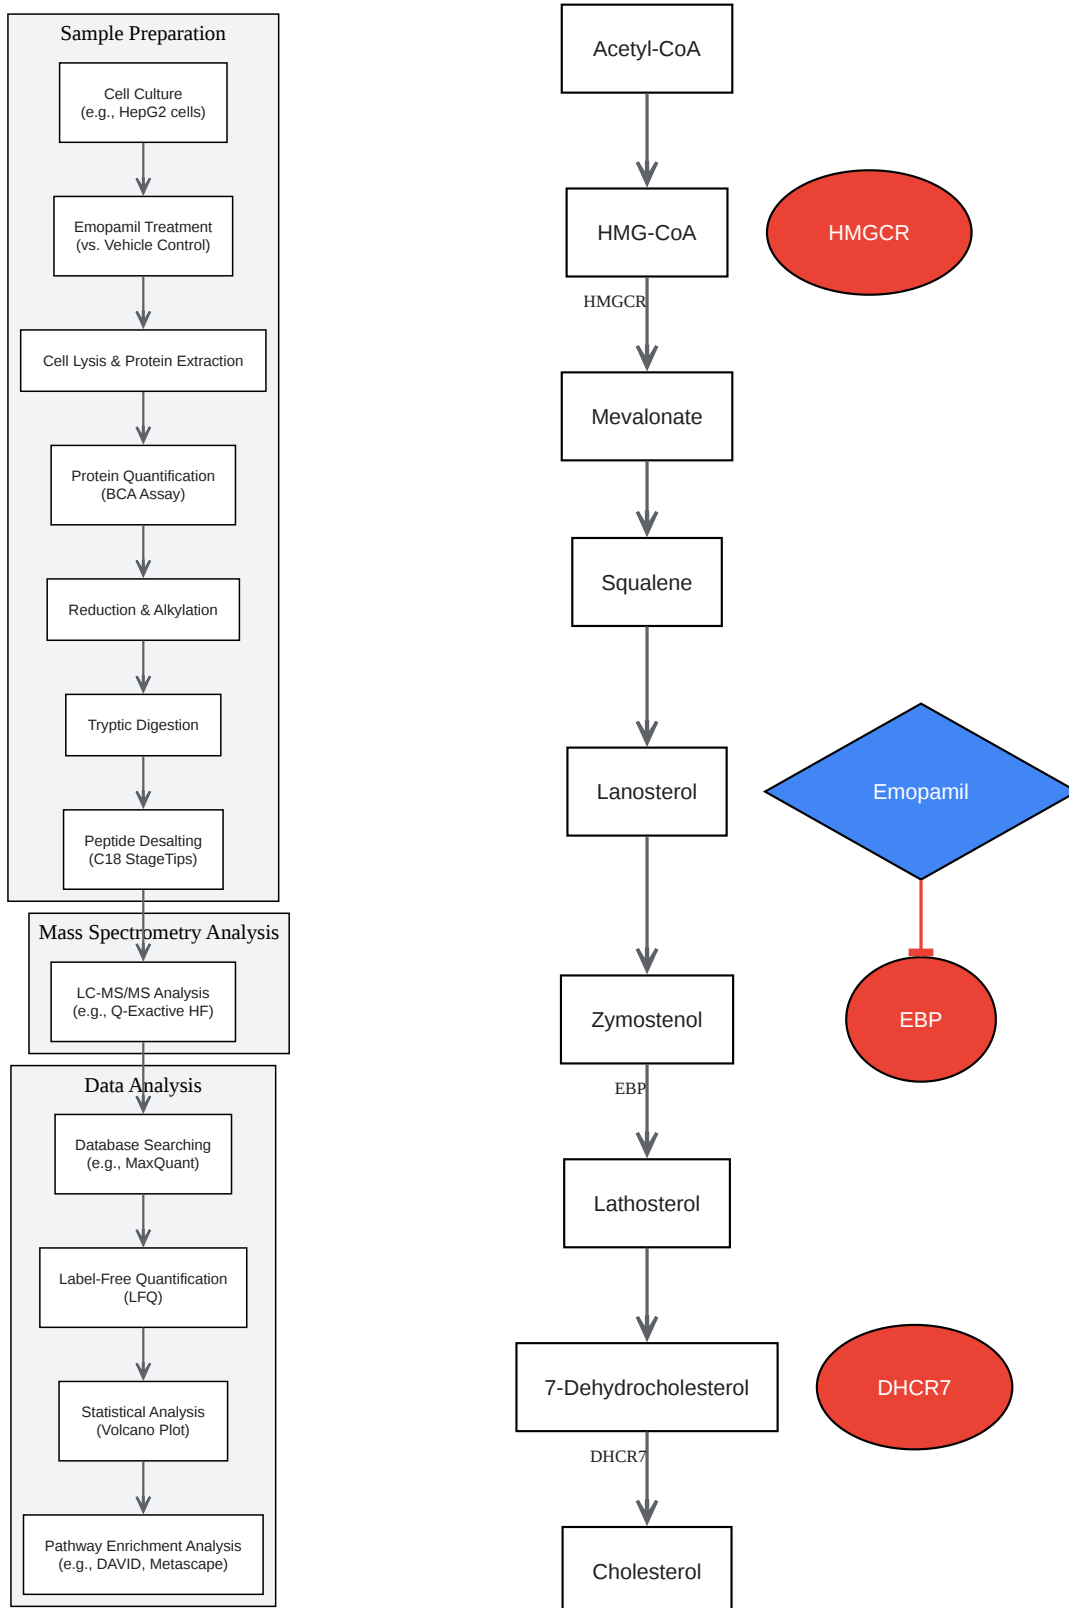 Sample Preparation
Cell Culture
(e.g., HepG2 cells)
Emopamil Treatment
(vs. Vehicle Control)
Cell Lysis & Protein Extraction
Protein Quantification
(BCA Assay)
Reduction & Alkylation
Tryptic Digestion
Peptide Desalting
(C18 StageTips)
Mass Spectrometry Analysis
LC-MS/MS Analysis
(e.g., Q-Exactive HF)
Data Analysis
Database Searching
(e.g., MaxQuant)
Label-Free Quantification
(LFQ)
Statistical Analysis
(Volcano Plot)
Pathway Enrichment Analysis
(e.g., DAVID, Metascape)
Acetyl-CoA
HMG-CoA
HMGCR
HMGCR
Mevalonate
Squalene
Lanosterol
Emopamil
Zymostenol
EBP
EBP
Lathosterol
7-Dehydrocholesterol
DHCR7
DHCR7
Cholesterol